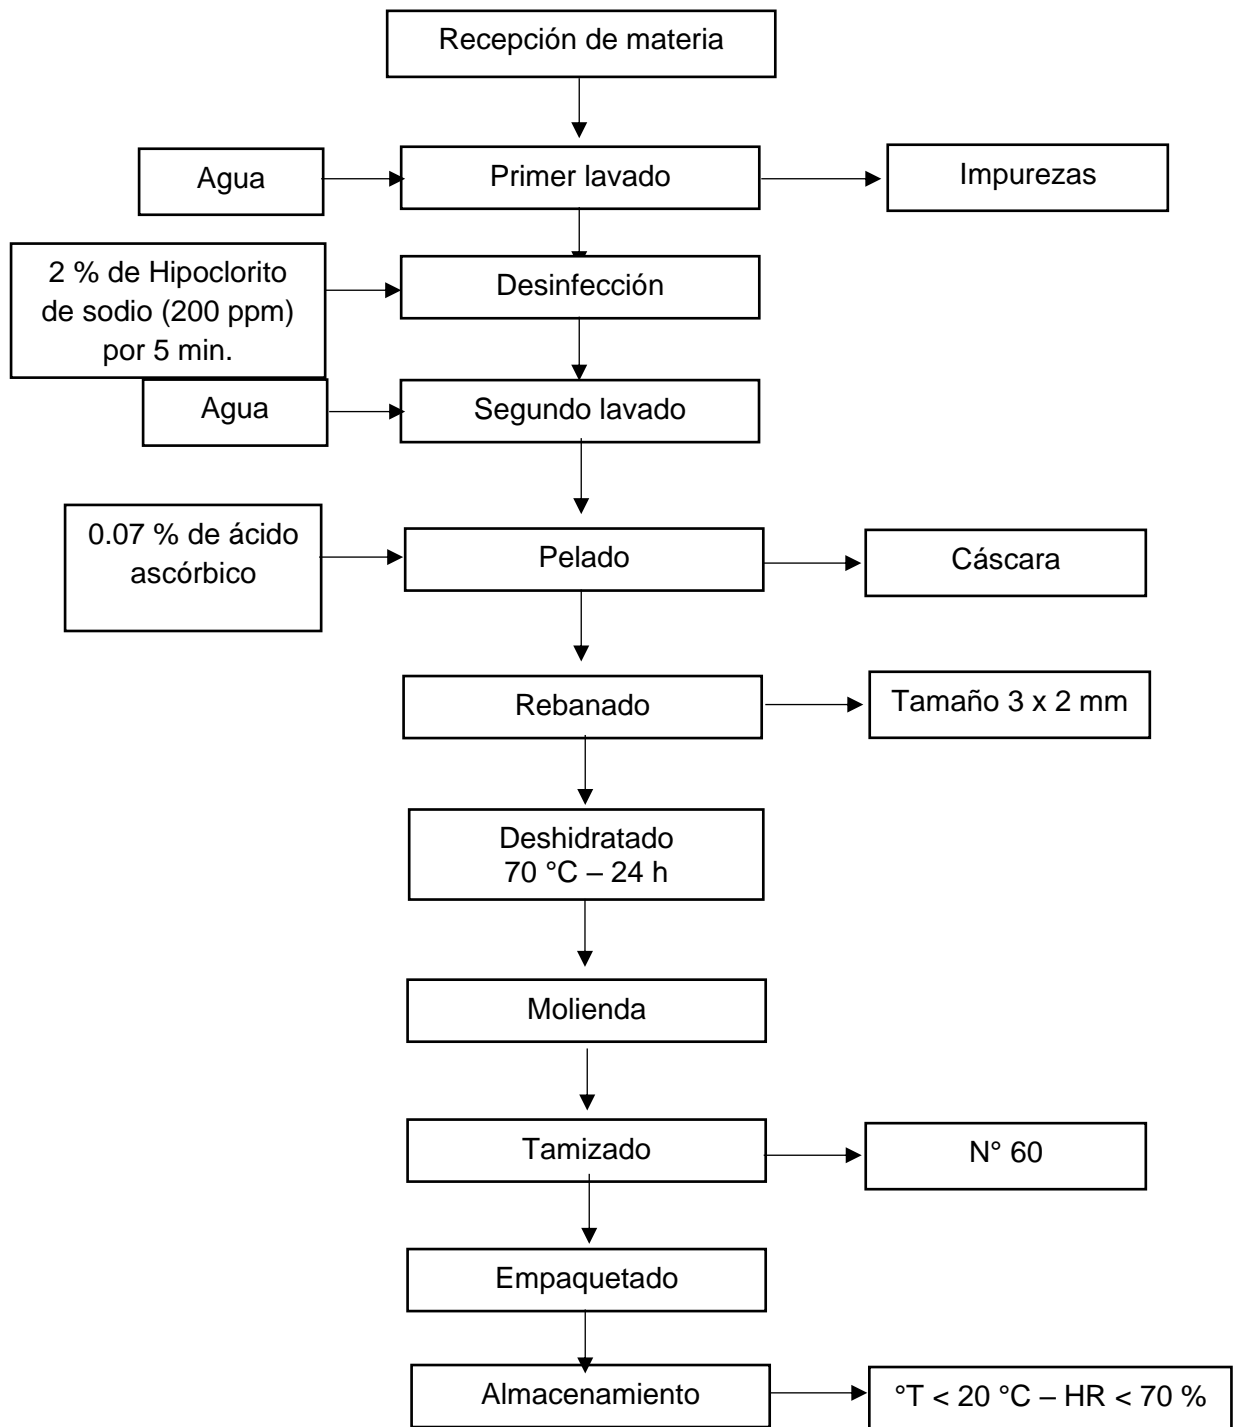 Recepción de materia
Agua
Primer lavado
Impurezas
2 % de Hipoclorito
de sodio (200 ppm)
por 5 min.
Desinfección
Agua
Segundo lavado
0.07 % de ácido
ascórbico
Pelado
Cáscara
Rebanado
Tamaño 3 x 2 mm
Deshidratado
70 °C – 24 h
Molienda
Tamizado
N° 60
Empaquetado
Almacenamiento
°T < 20 °C – HR < 70 %